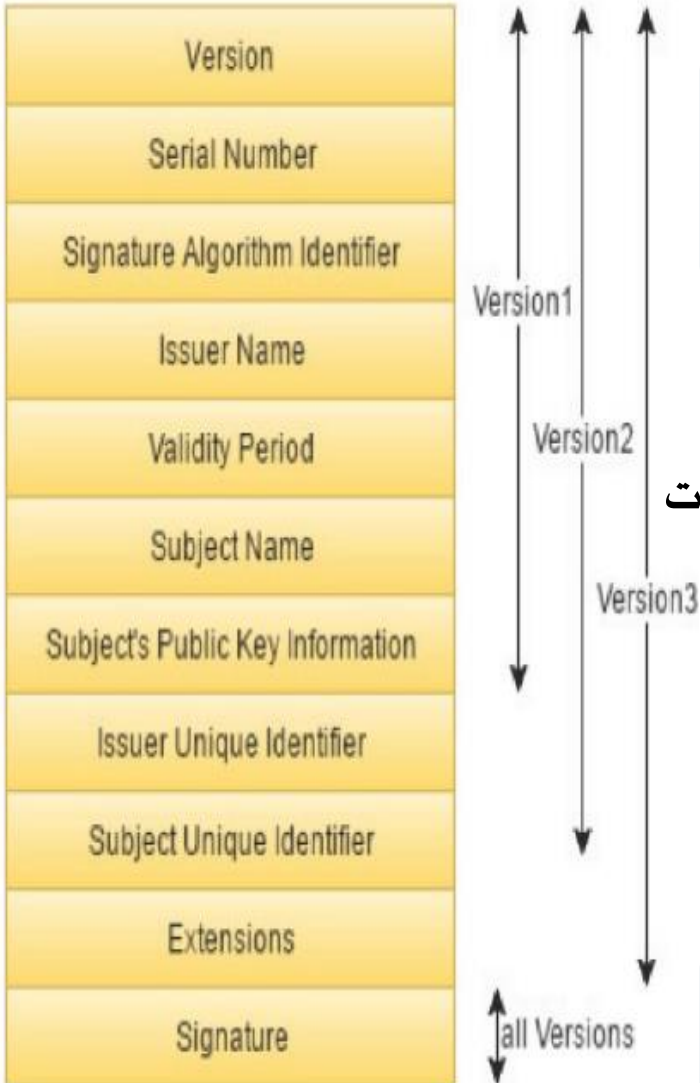 Version
Serial Number
Signature Algorithm Identifier
Issuer Name
Validity Period
Subject Name
Subject's Public Key Information
Issuer Unique Identifier
Subject Unique Identifier
Extensions
Signature
Version1
Version2
Version3
all Versions